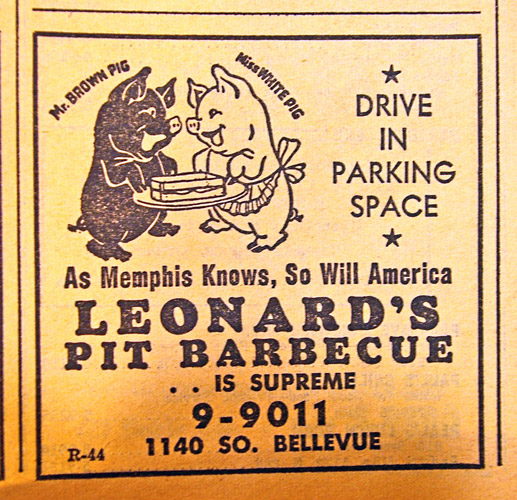 Mr. BROWN PIG
Miss WHITE PIG
DRIVE
IN
PARKING
SPACE
As Memphis Knows, So Will America
LEONARD'S
PIT BARBECUE
. . IS SUPREME
9-9011
1140 SO. BELLEVUE
R-44